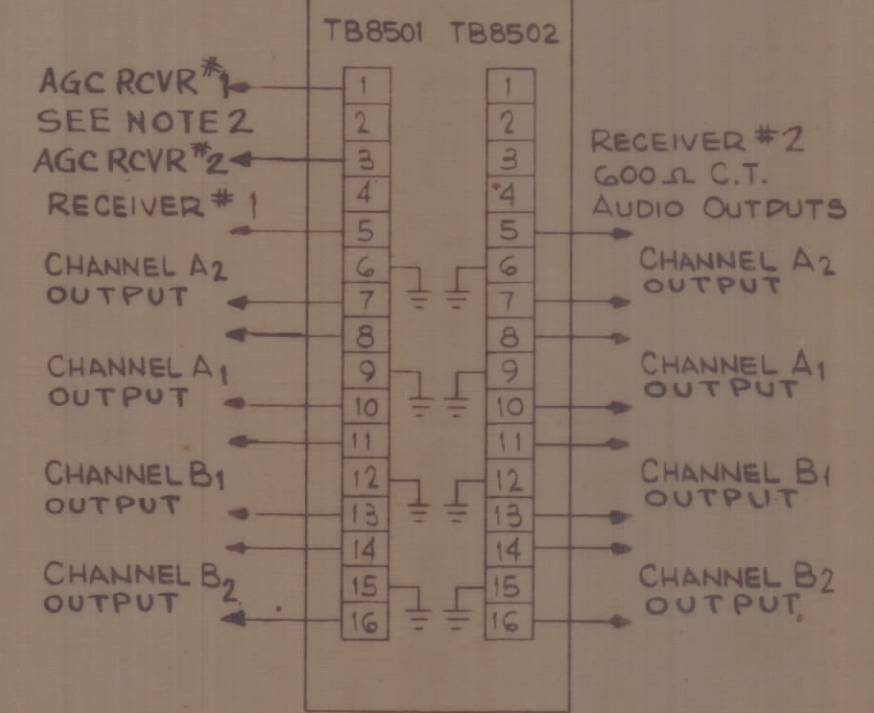 TB8501 TB8502
AGC RCVR #1
SEE NOTE 2
AGC RCVR #2
RECEIVER # 1
CHANNEL A2
OUTPUT
CHANNEL A1
OUTPUT
CHANNEL B1
OUTPUT
CHANNEL B2
OUTPUT
1
2
3
4
5
6
7
8
9
10
11
12
13
14
15
16
1
2
3
4
5
6
7
8
9
10
11
12
13
14
15
16
RECEIVER #2
600 Ω C.T.
AUDIO OUTPUTS
CHANNEL A2
OUTPUT
CHANNEL A1
OUTPUT
CHANNEL B1
OUTPUT
CHANNEL B2
OUTPUT